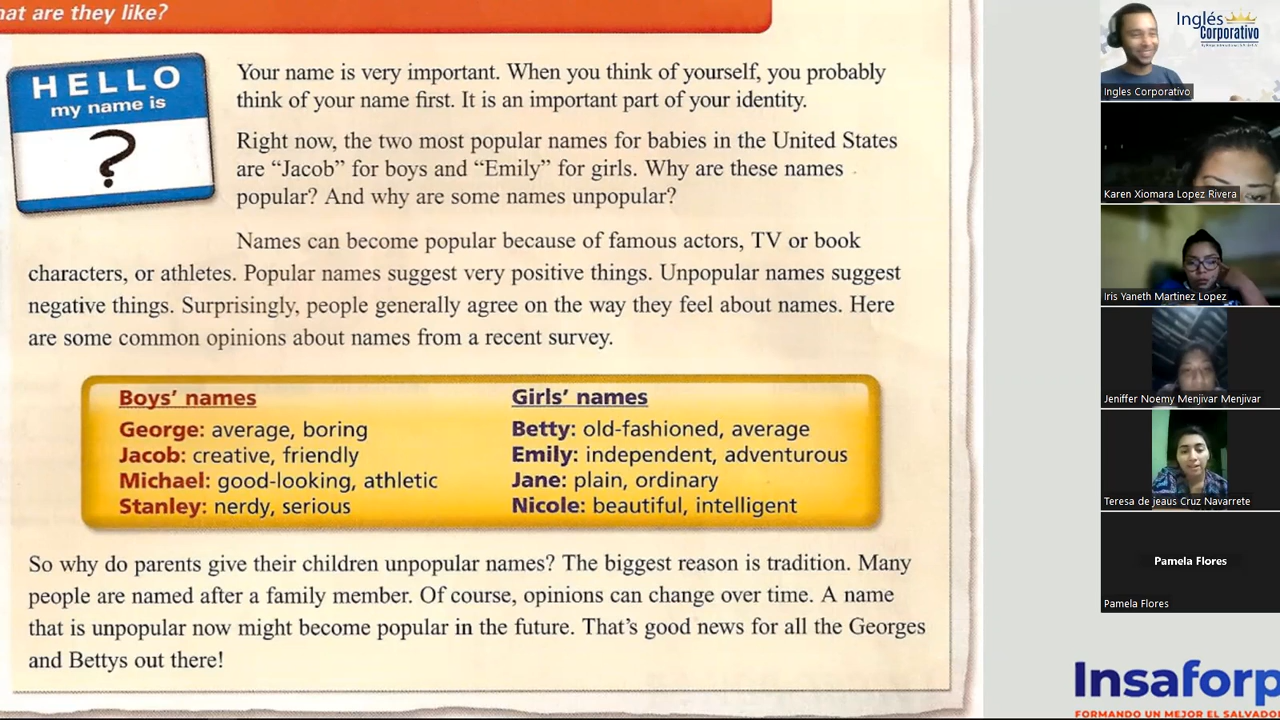 hat are they like?
HELLO
my name is
?
Your name is very important. When you think of yourself, you probably
think of your name first. It is an important part of your identity.
Right now, the two most popular names for babies in the United States
are “Jacob” for boys and “Emily” for girls. Why are these names
popular? And why are some names unpopular?
Names can become popular because of famous actors, TV or book
characters, or athletes. Popular names suggest very positive things. Unpopular names suggest
negative things. Surprisingly, people generally agree on the way they feel about names. Here
are some common opinions about names from a recent survey.
Boys’ names
George: average, boring
Jacob: creative, friendly
Michael: good-looking, athletic
Stanley: nerdy, serious
Girls’ names
Betty: old-fashioned, average
Emily: independent, adventurous
Jane: plain, ordinary
Nicole: beautiful, intelligent
So why do parents give their children unpopular names? The biggest reason is tradition. Many
people are named after a family member. Of course, opinions can change over time. A name
that is unpopular now might become popular in the future. That’s good news for all the Georges
and Bettys out there!
Inglés
Corporativo
Ingles Corporativo
Karen Xiomara Lopez Rivera
Iris Yaneth Martinez Lopez
Jeniffer Noemy Menjivar Menjivar
Teresa de jeaus Cruz Navarrete
Pamela Flores
Pamela Flores
Insaforp
FORMANDO UN MEJOR EL SALVADO